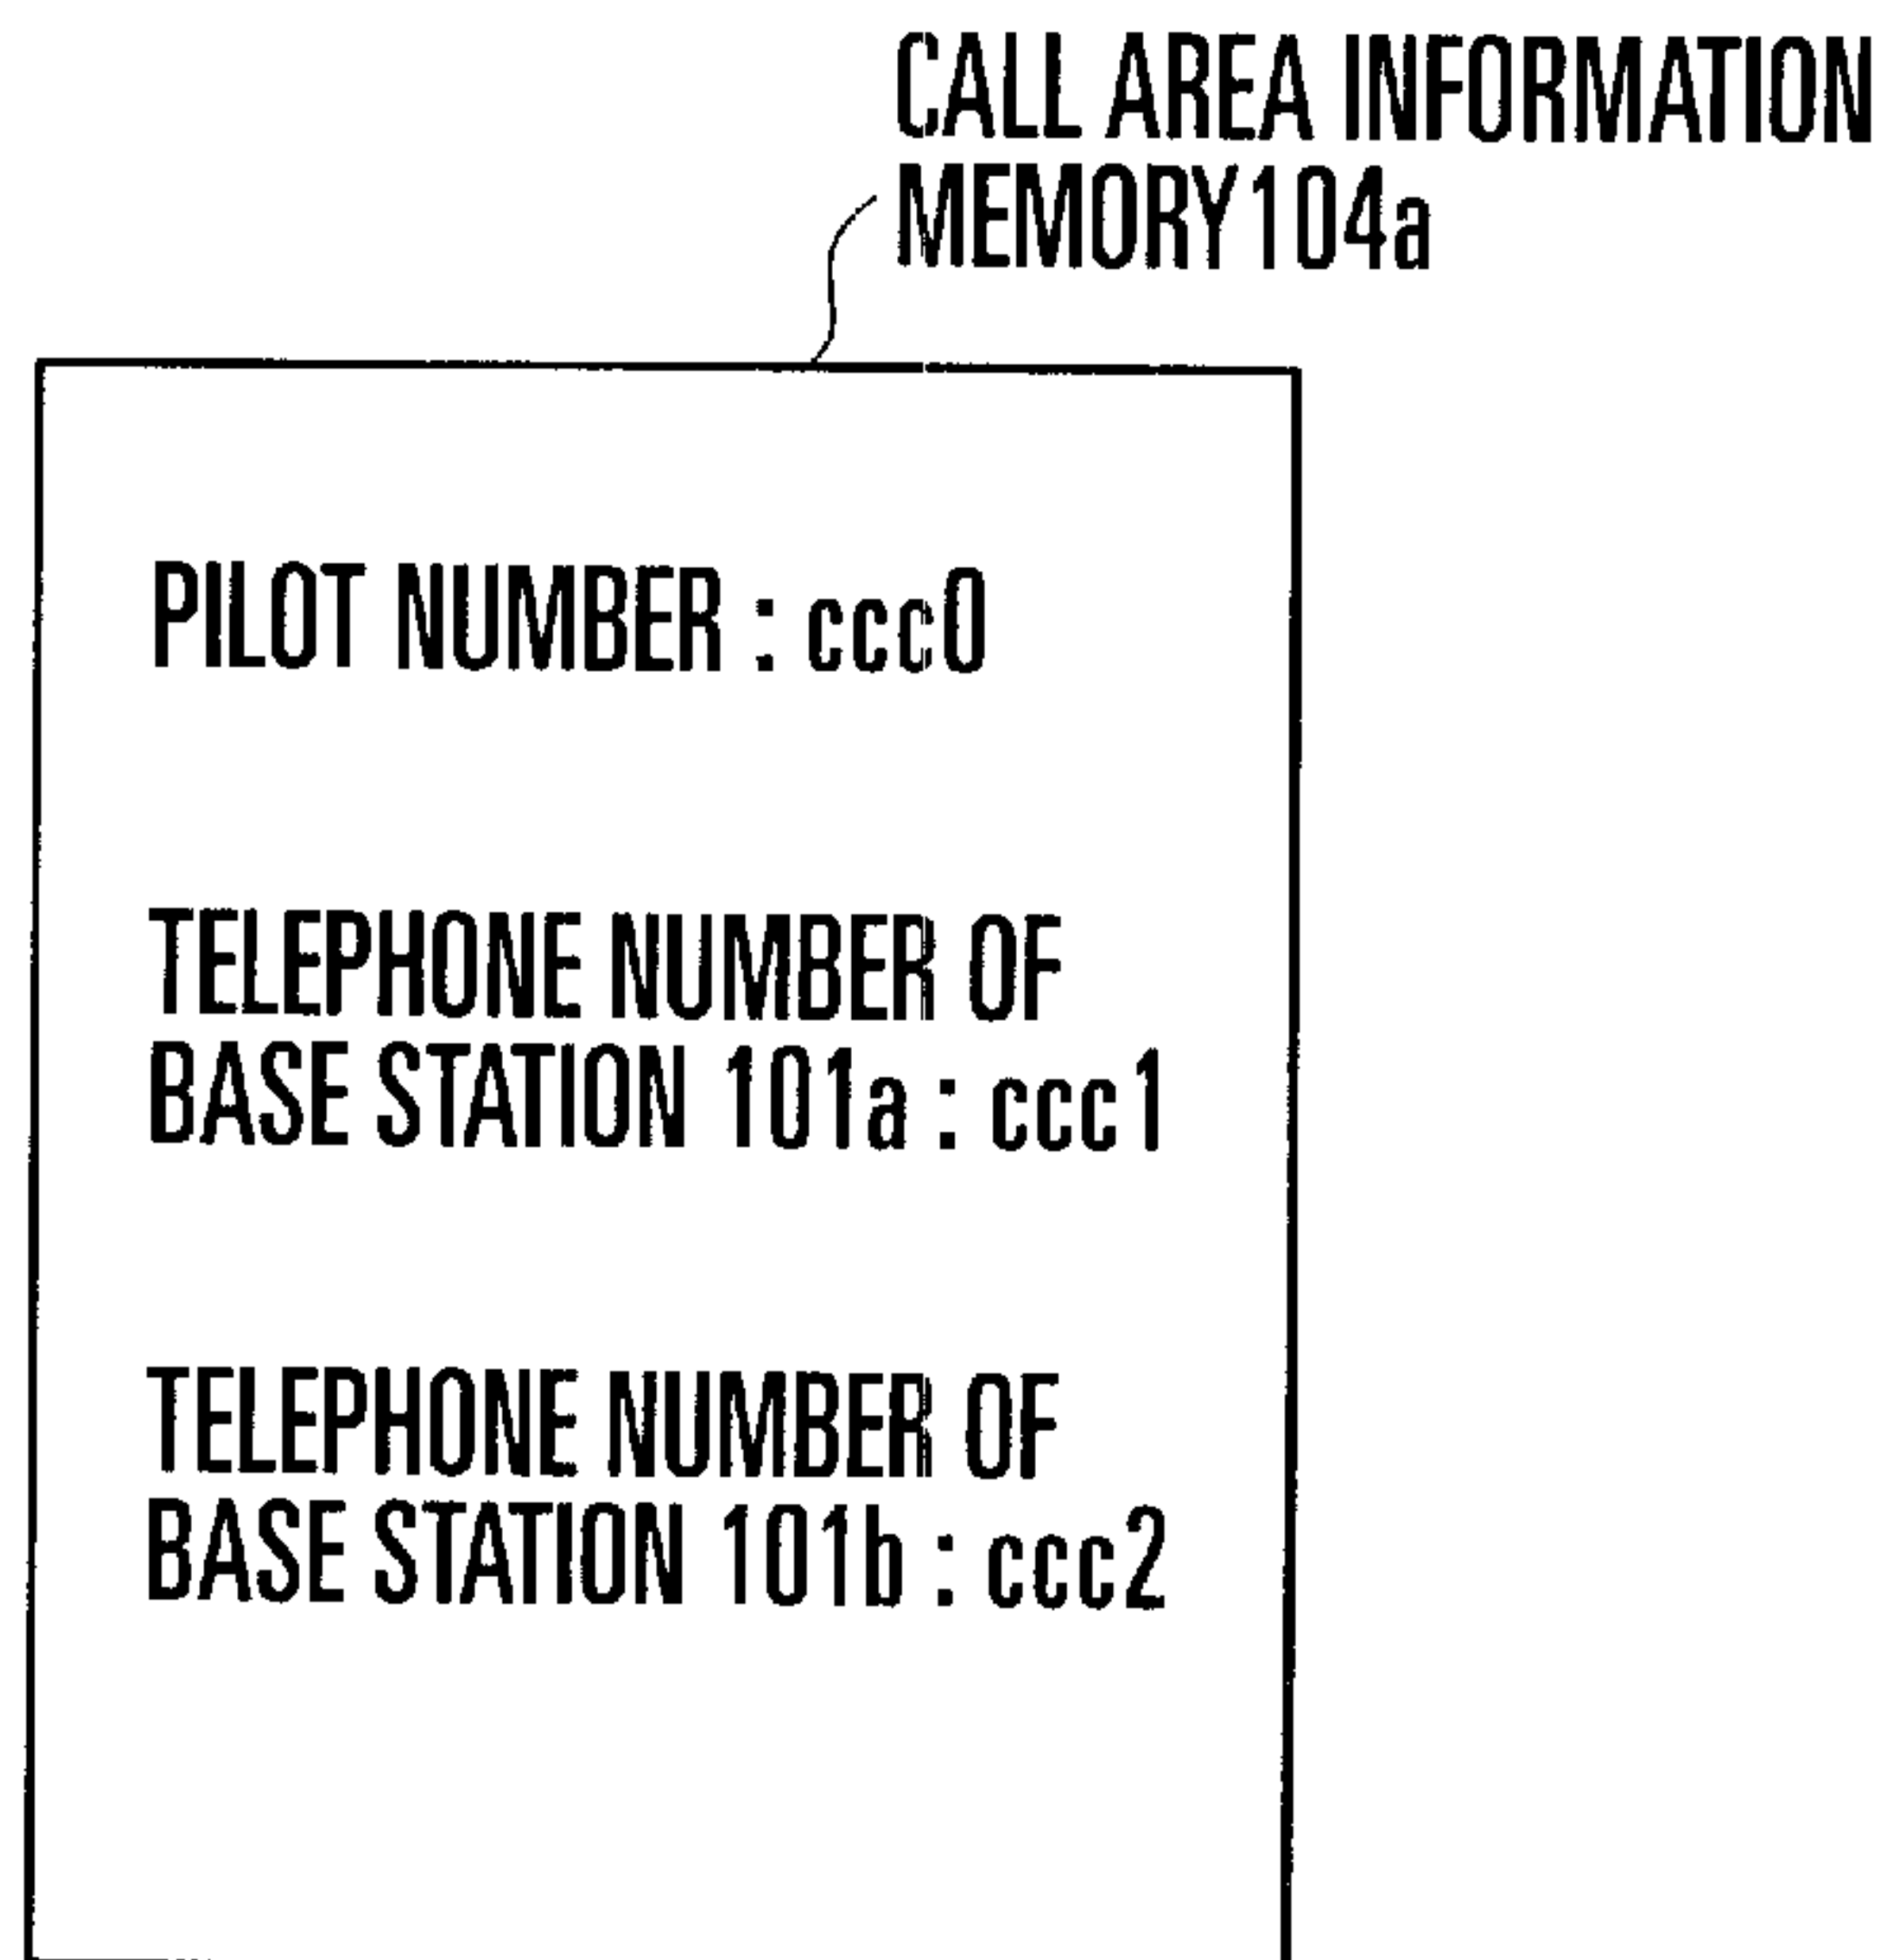 CALL AREA INFORMATION
MEMORY104a
PILOT NUMBER : ccc0
TELEPHONE NUMBER OF
BASE STATION 101a : ccc1
TELEPHONE NUMBER OF
BASE STATION 101b : ccc2